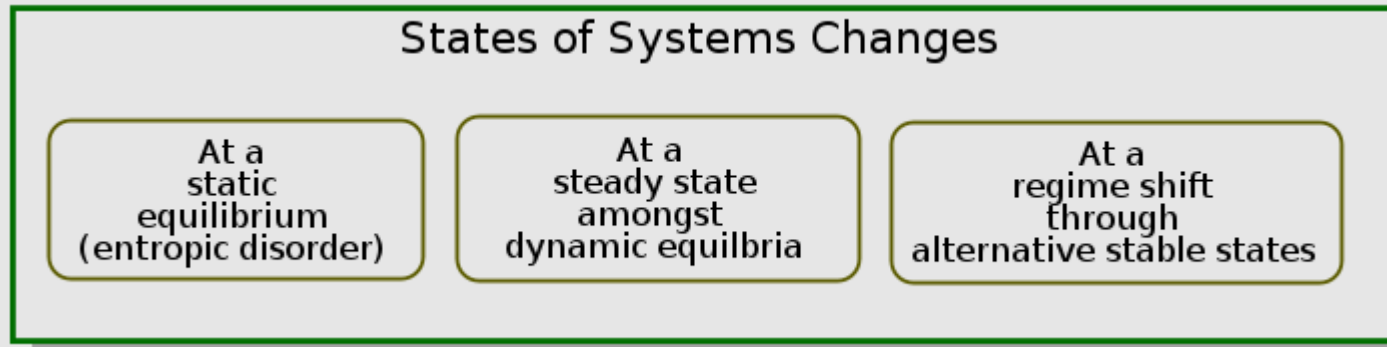 States of Systems Changes
At a
static
equilibrium
(entropic disorder)
At a
steady state
amongst
dynamic equilbria
At a
regime shift
through
alternative stable states